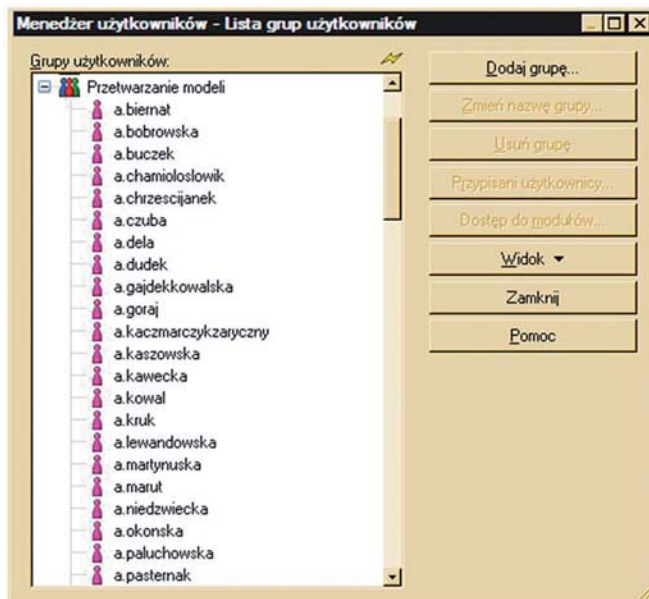 Menedżer użytkowników - Lista grup użytkowników
Grupy użytkowników:
Przetwarzanie modeli
a.biernat
a.bobrowska
a.buczek
a.chamioloslowik
a.chrzescijanek
a.czuba
a.dela
a.dudek
a.gajdekkowalska
a.goraj
a.kaczmarczykzaryczny
a.kaszowska
a.kawecka
a.kowal
a.kruk
a.lewandowska
a.martynuska
a.marut
a.niedzwiecka
a.okonska
a.paluchowska
a.pasternak
Dodaj grupę...
Zmień nazwę grupy...
Usuń grupę
Przypisani użytkownicy...
Dostęp do modułów...
Widok
Zamknij
Pomoc